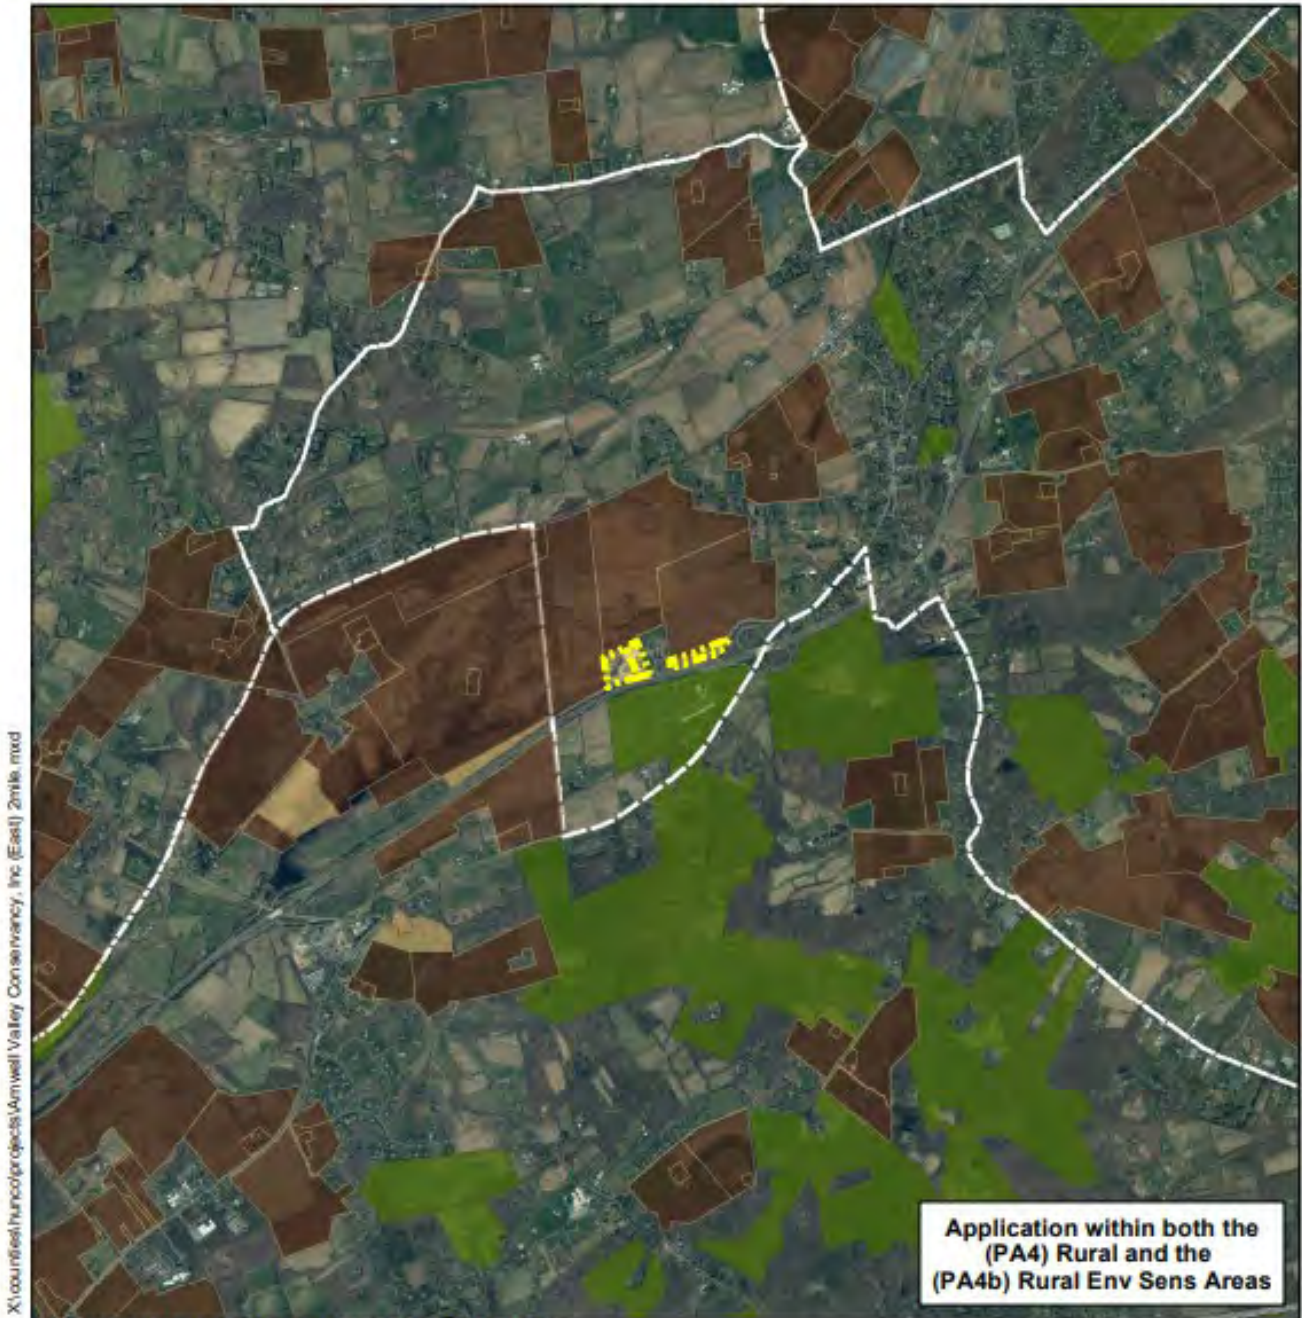 X:\counties\hunco\projects\Amwell Valley Conservancy, Inc (East) 2mile.mxd
Application within both the
(PA4) Rural and the
(PA4b) Rural Env Sens Areas